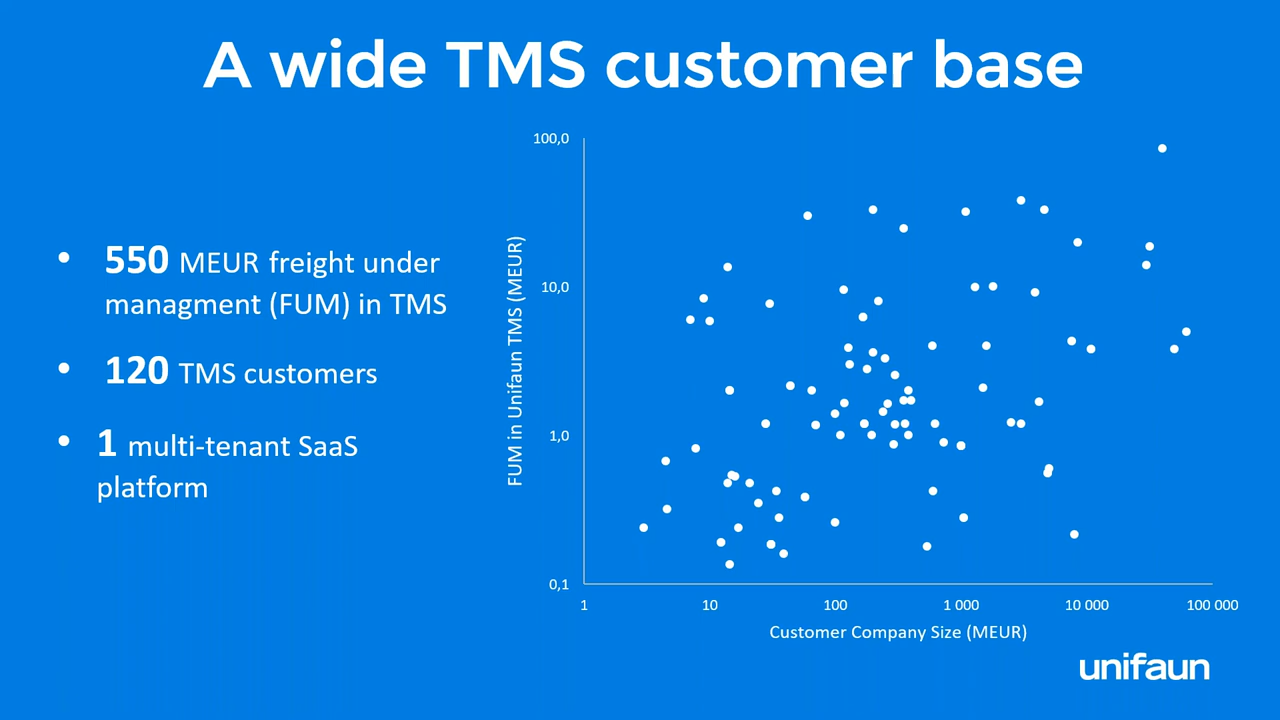 A wide TMS customer base
• 550 MEUR freight under
managment (FUM) in TMS
• 120 TMS customers
• 1 multi-tenant SaaS
platform
FUM in Unifaun TMS (MEUR)
100,0
10,0
1,0
0,1
1 10 100 1 000 10 000 100 000
Customer Company Size (MEUR)
unifaun